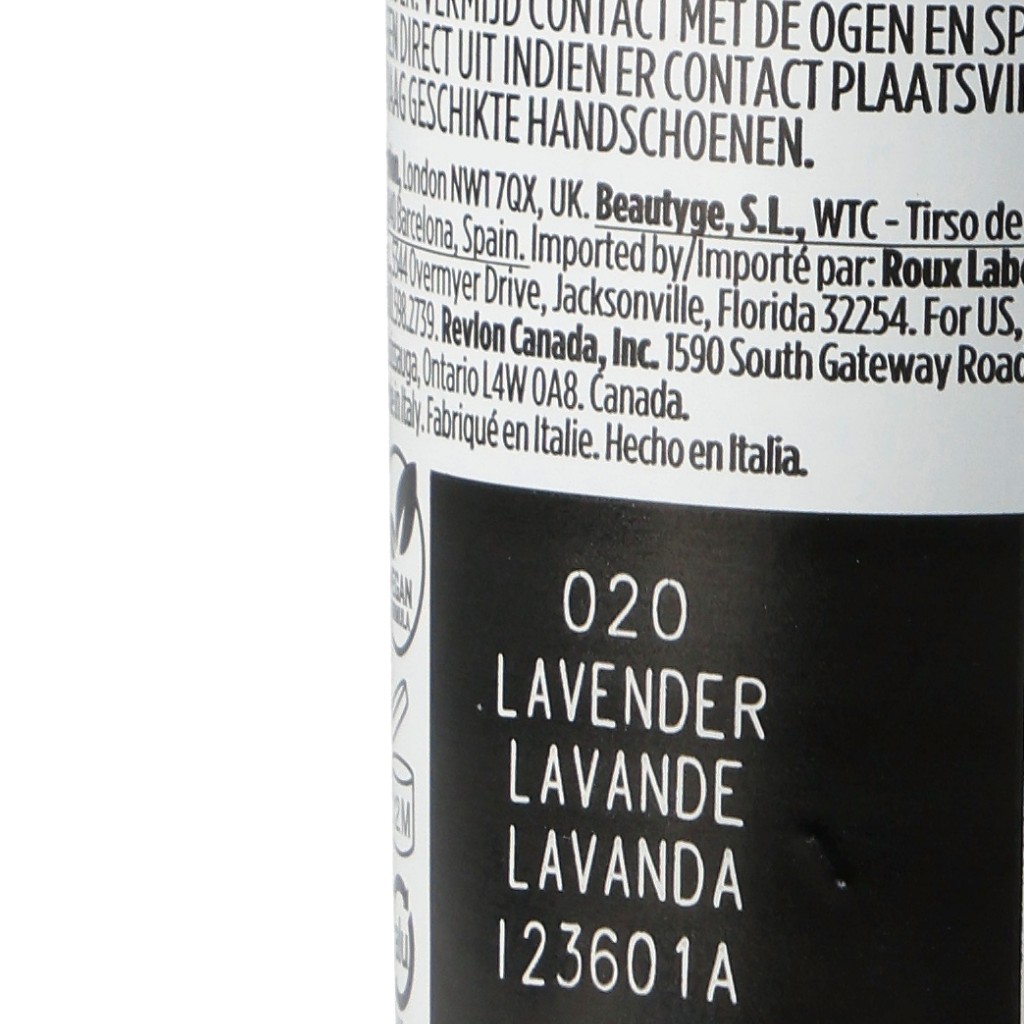 VERMIJD CONTACT MET DE OGEN EN
DIRECT UIT INDIEN ER CONTACT
GESCHIKTE HANDSCHOENEN.
London NW1 7QX, UK. Beautyge, S.L., WTC - Tirso de
Barcelona, Spain. Imported by/Importé par: Roux
Overmyer Drive, Jacksonville, Florida 32254. For US,
Revlon Canada, Inc. 1590 South Gateway Road
Ontario L4W 0A8. Canada.
Italy. Fabriqué en Italie. Hecho en Italia.
020
LAVENDER
LAVANDE
LAVANDA
123601A